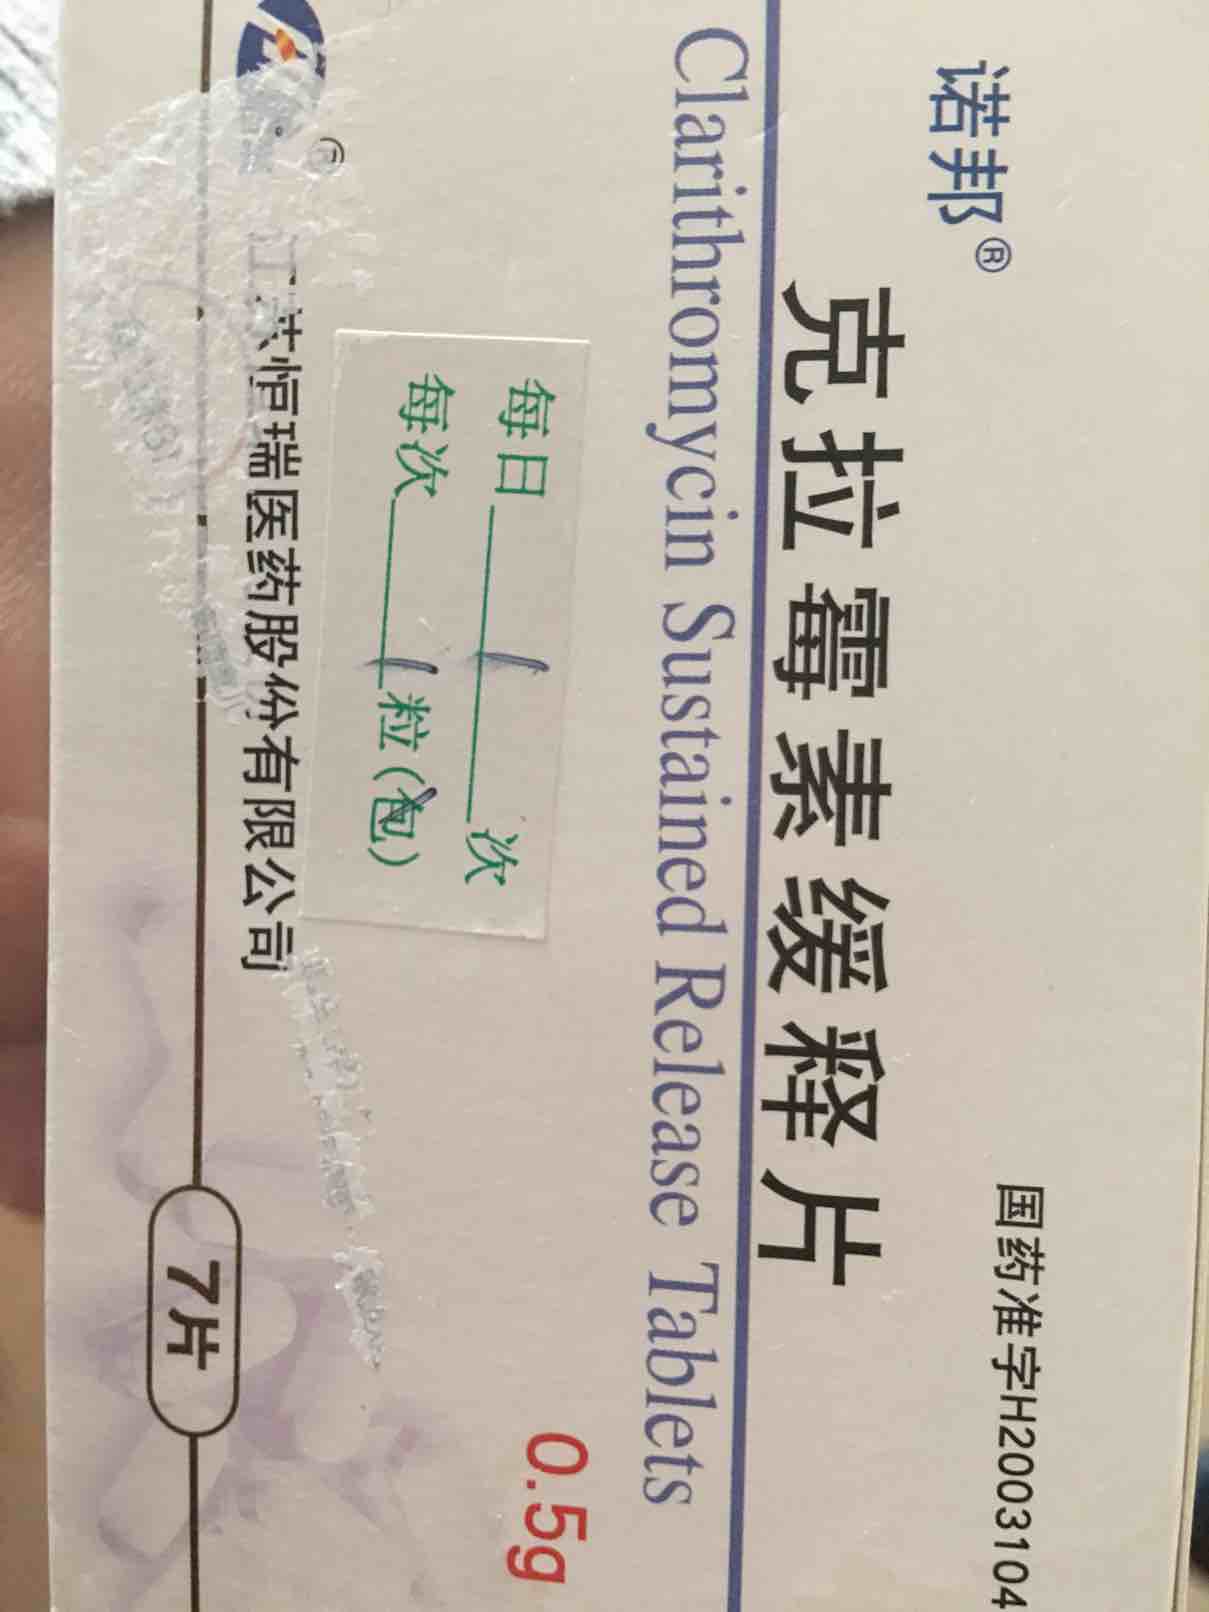 诺邦®
国药准字H2003104
克拉霉素缓释片
Clarithromycin Sustained Release Tablets
0.5g
每日 1 次
每次 1 粒(包)
江苏恒瑞医药股份有限公司
7片